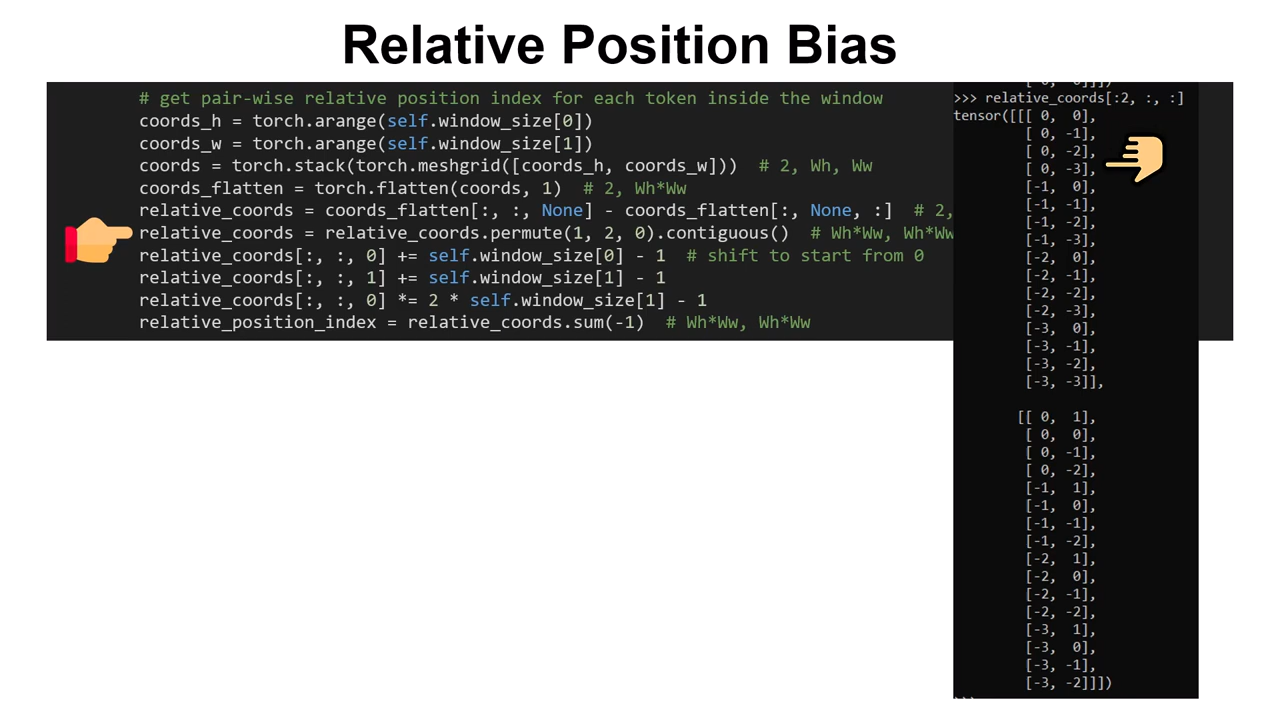 Relative Position Bias
# get pair-wise relative position index for each token inside the window
coords_h = torch.arange(self.window_size[0])
coords_w = torch.arange(self.window_size[1])
coords = torch.stack(torch.meshgrid([coords_h, coords_w]))  # 2, Wh, Ww
coords_flatten = torch.flatten(coords, 1)  # 2, Wh*Ww
relative_coords = coords_flatten[:, :, None] - coords_flatten[:, None, :]  # 2,
relative_coords = relative_coords.permute(1, 2, 0).contiguous()  # Wh*Ww, Wh*Ww
relative_coords[:, :, 0] += self.window_size[0] - 1  # shift to start from 0
relative_coords[:, :, 1] += self.window_size[1] - 1
relative_coords[:, :, 0] *= 2 * self.window_size[1] - 1
relative_position_index = relative_coords.sum(-1)  # Wh*Ww, Wh*Ww
>>> relative_coords[:2, :, :]
tensor([[[ 0,  0],
[ 0, -1],
[ 0, -2],
[ 0, -3],
[-1,  0],
[-1, -1],
[-1, -2],
[-1, -3],
[-2,  0],
[-2, -1],
[-2, -2],
[-2, -3],
[-3,  0],
[-3, -1],
[-3, -2],
[-3, -3]],
[[ 0,  1],
[ 0,  0],
[ 0, -1],
[ 0, -2],
[-1,  1],
[-1,  0],
[-1, -1],
[-1, -2],
[-2,  1],
[-2,  0],
[-2, -1],
[-2, -2],
[-3,  1],
[-3,  0],
[-3, -1],
[-3, -2]]])